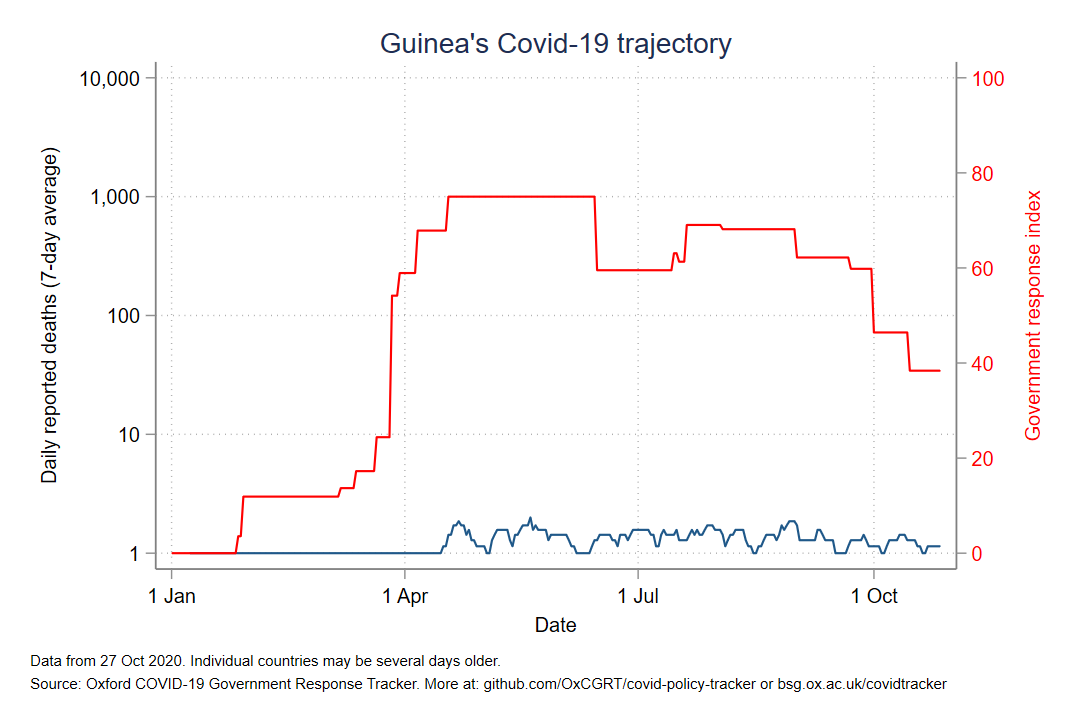 Guinea's Covid-19 trajectory
Daily reported deaths (7-day average)
10,000
1,000
100
10
1
100
80
60
40
20
0
Government response index
1 Jan
1 Apr
1 Jul
1 Oct
Date
Data from 27 Oct 2020. Individual countries may be several days older.
Source: Oxford COVID-19 Government Response Tracker. More at: github.com/OxCGRT/covid-policy-tracker or bsg.ox.ac.uk/covidtracker